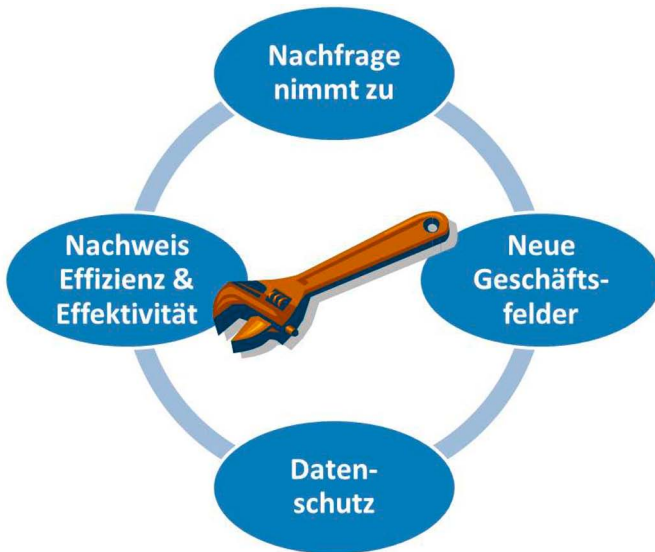 Nachfrage
nimmt zu
Nachweis
Effizienz &
Effektivität
Neue
Geschäfts-
felder
Daten-
schutz